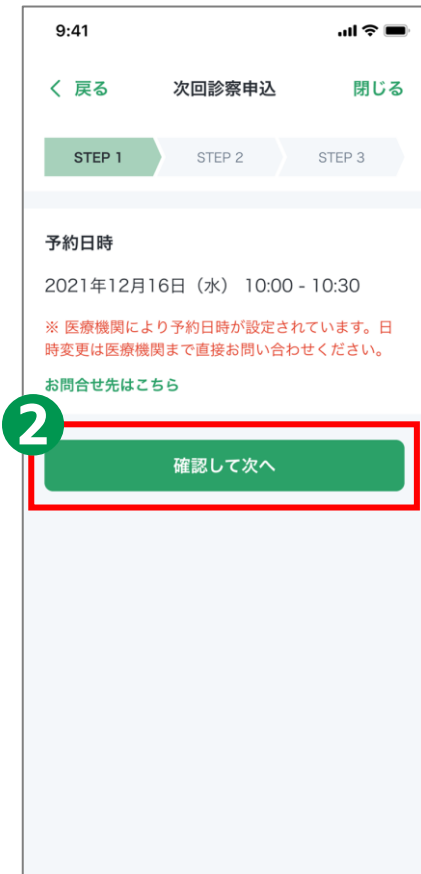 9:41
戻る 次回診察申込 閉じる
STEP 1 STEP 2 STEP 3
予約日時
2021年12月16日（水） 10:00 - 10:30
※ 医療機関により予約日時が設定されています。日
時変更は医療機関まで直接お問い合わせください。
お問合せ先はこちら
2
確認して次へ